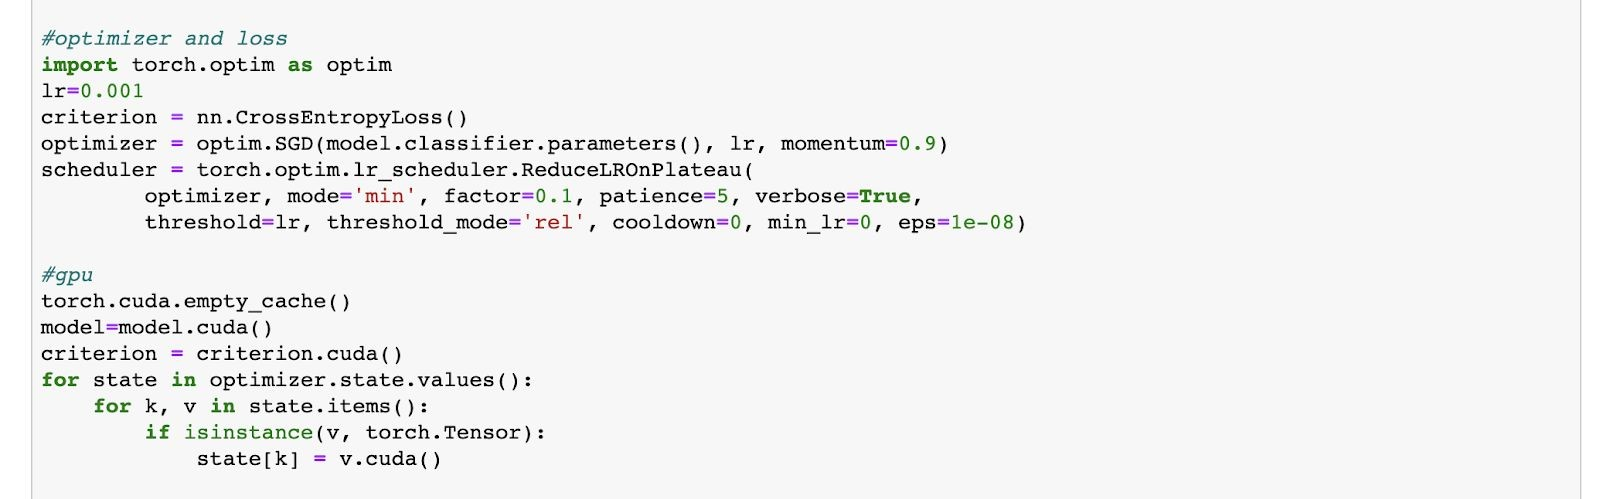 #optimizer and loss
import torch.optim as optim
lr=0.001
criterion = nn.CrossEntropyLoss()
optimizer = optim.SGD(model.classifier.parameters(), lr, momentum=0.9)
scheduler = torch.optim.lr_scheduler.ReduceLROnPlateau(
        optimizer, mode='min', factor=0.1, patience=5, verbose=True,
        threshold=lr, threshold_mode='rel', cooldown=0, min_lr=0, eps=1e-08)
#gpu
torch.cuda.empty_cache()
model=model.cuda()
criterion = criterion.cuda()
for state in optimizer.state.values():
    for k, v in state.items():
        if isinstance(v, torch.Tensor):
            state[k] = v.cuda()